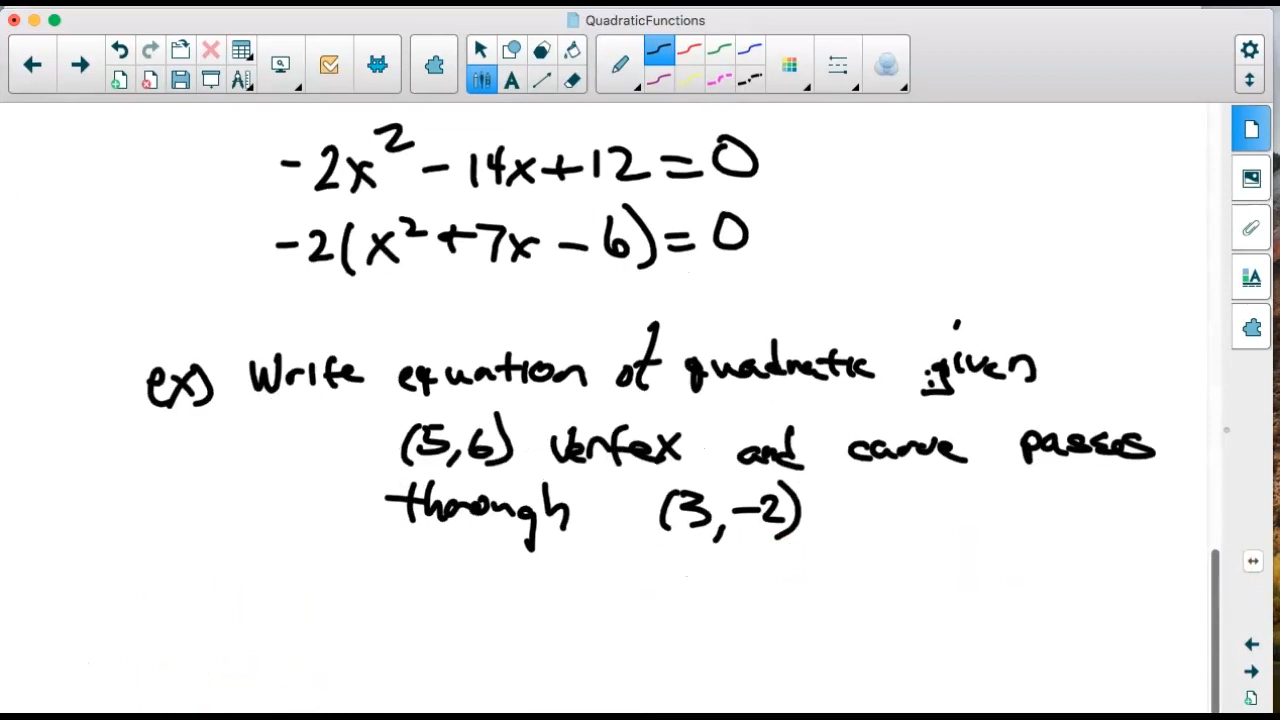 QuadraticFunctions
-2x² - 14x + 12 = 0
-2(x² + 7x - 6) = 0
ex) Write equation of quadratic given
(5,6) vertex and curve passes
through (3,-2)